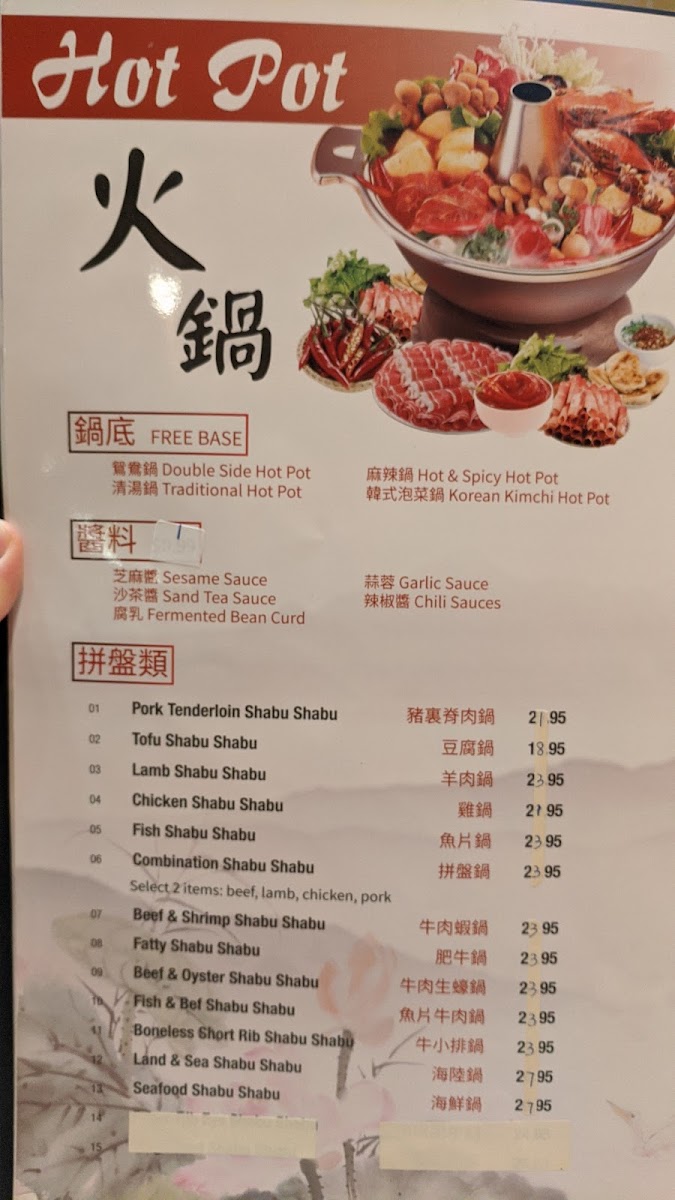 Hot Pot
火
鍋
鍋底 FREE BASE
鴛鴦鍋 Double Side Hot Pot
麻辣鍋 Hot & Spicy Hot Pot
清湯鍋 Traditional Hot Pot
韓式泡菜鍋 Korean Kimchi Hot Pot
醬料
芝麻醬 Sesame Sauce
蒜蓉 Garlic Sauce
沙茶醬 Sand Tea Sauce
辣椒醬 Chili Sauces
腐乳 Fermented Bean Curd
拼盤類
01 Pork Tenderloin Shabu Shabu 豬裏脊肉鍋 21.95
02 Tofu Shabu Shabu 豆腐鍋 18.95
03 Lamb Shabu Shabu 羊肉鍋 23.95
04 Chicken Shabu Shabu 雞鍋 21.95
05 Fish Shabu Shabu 魚片鍋 23.95
06 Combination Shabu Shabu 拼盤鍋 23.95
Select 2 items: beef, lamb, chicken, pork
07 Beef & Shrimp Shabu Shabu 牛肉蝦鍋 23.95
08 Fatty Shabu Shabu 肥牛鍋 23.95
09 Beef & Oyster Shabu Shabu 牛肉生蠔鍋 23.95
10 Fish & Bef Shabu Shabu 魚片牛肉鍋 23.95
11 Boneless Short Rib Shabu Shabu 牛小排鍋 23.95
12 Land & Sea Shabu Shabu 海陸鍋 27.95
13 Seafood Shabu Shabu 海鮮鍋 27.95
14
15